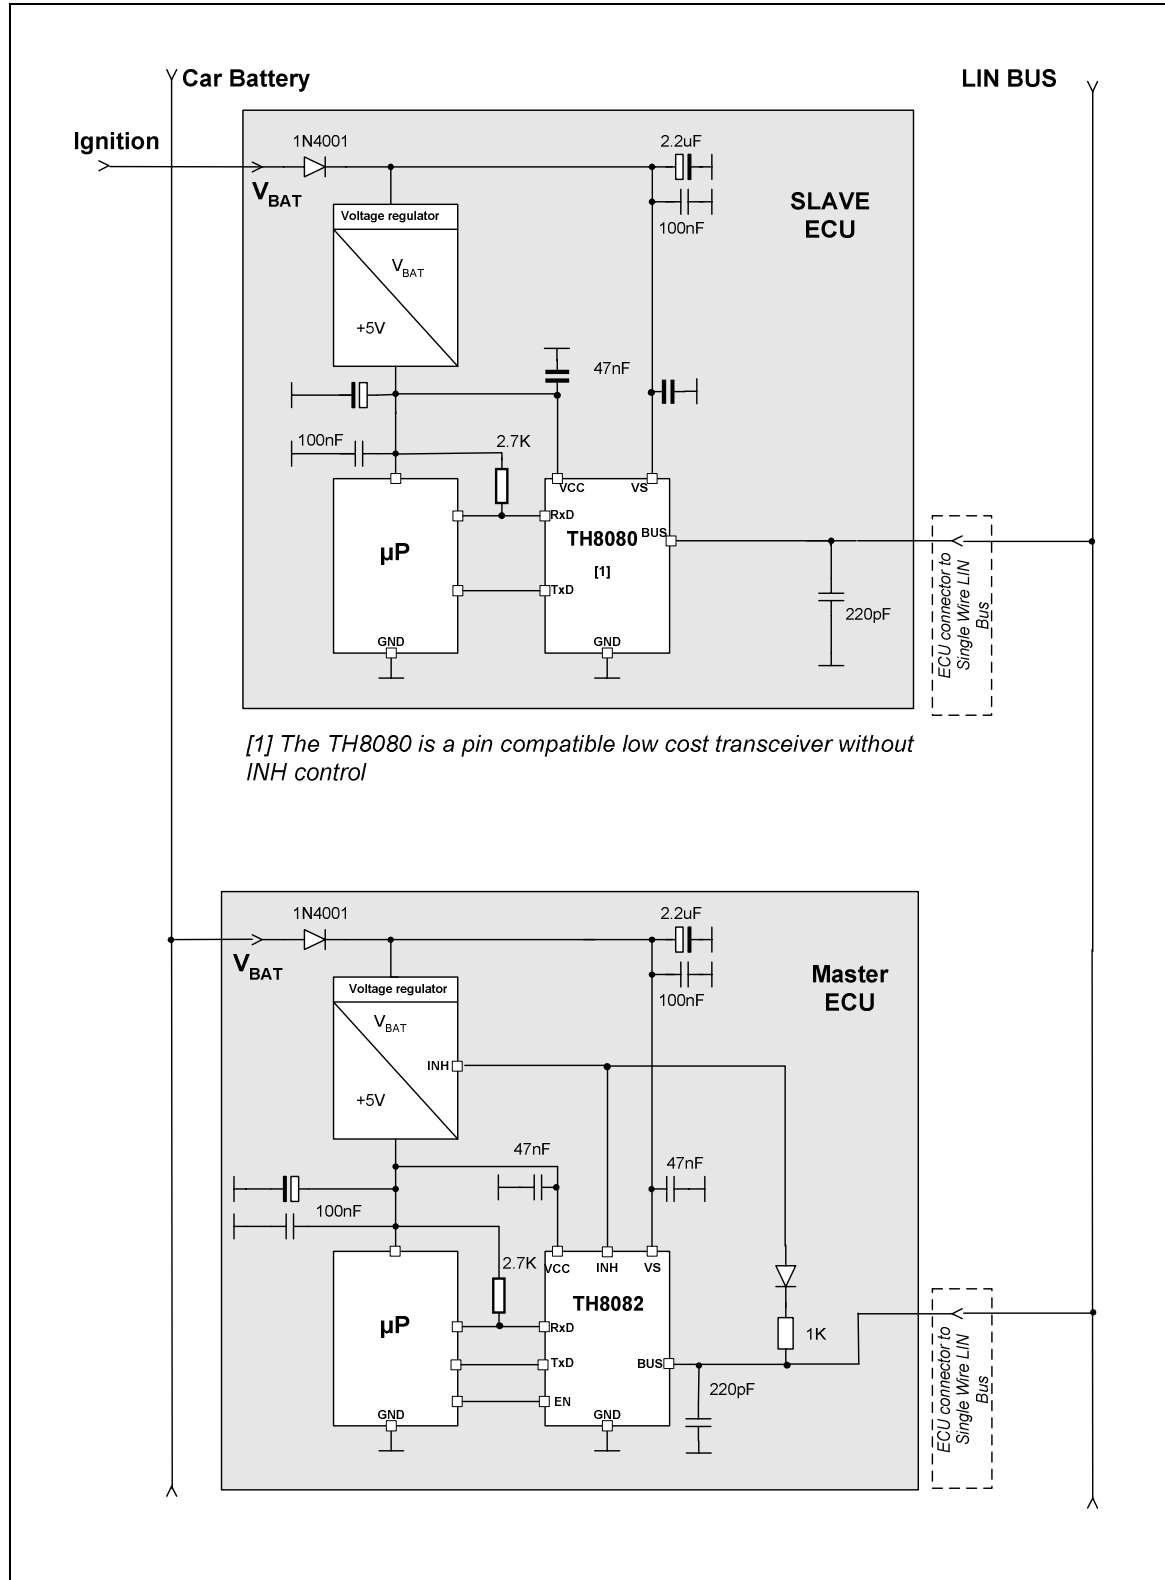 Car Battery
LIN BUS
Ignition
1N4001
2.2uF
VBAT
SLAVE
ECU
Voltage regulator
100nF
VBAT
+5V
47nF
100nF
2.7K
VCC
VS
RxD
BUS
TH8080
µP
[1]
TxD
220pF
GND
GND
ECU connector to
Single Wire LIN
Bus
[1] The TH8080 is a pin compatible low cost transceiver without
INH control
1N4001
2.2uF
VBAT
Master
ECU
Voltage regulator
100nF
VBAT
INH
+5V
47nF
47nF
100nF
2.7K
VCC
INH
VS
TH8082
µP
RxD
1K
TxD
BUS
220pF
EN
GND
GND
ECU connector to
Single Wire LIN
Bus